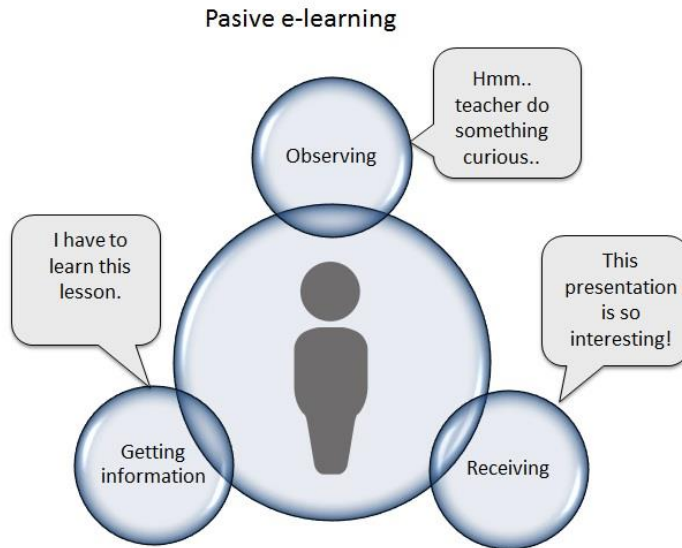 Pasive e-learning
Hmm..
teacher do
something
curious..
Observing
I have to
learn this
lesson.
This
presentation
is so
interesting!
Getting
information
Receiving